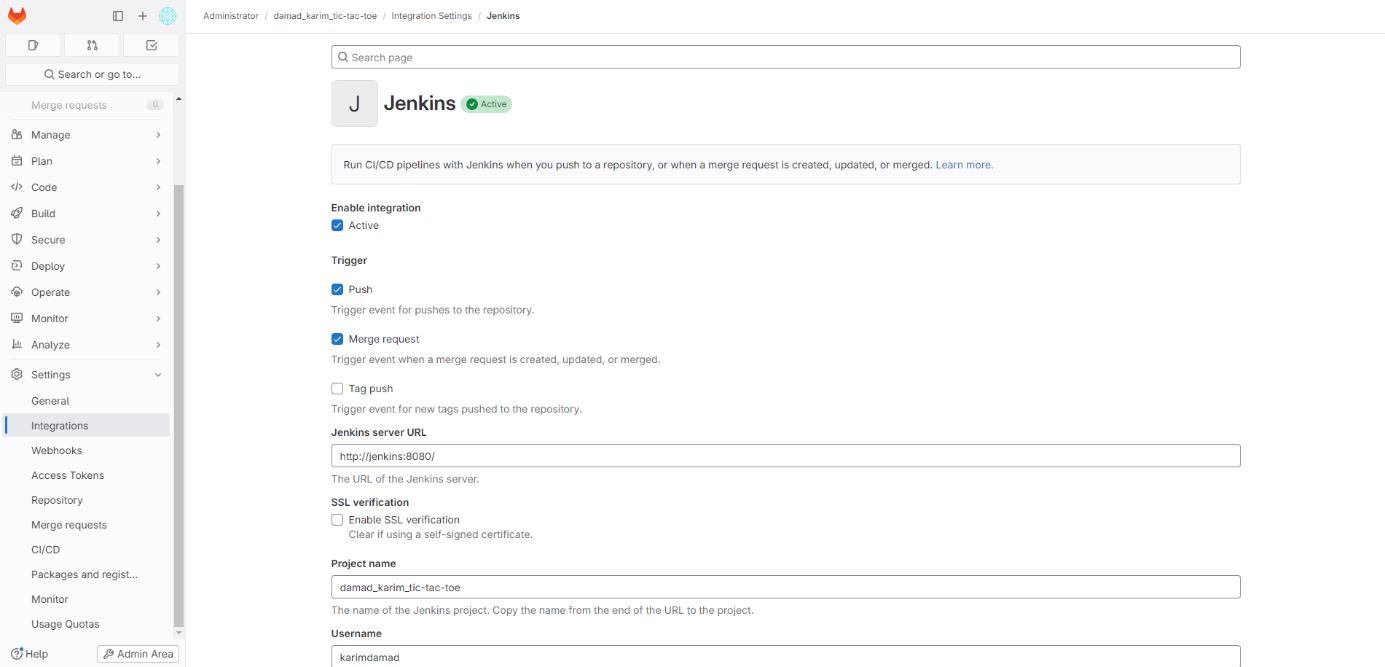 Administrator / damad_karim_tic-tac-toe / Integration Settings / Jenkins
Search or go to...
Merge requests 0
Manage
Plan
Code
Build
Secure
Deploy
Operate
Monitor
Analyze
Settings
General
Integrations
Webhooks
Access Tokens
Repository
Merge requests
CI/CD
Packages and regist...
Monitor
Usage Quotas
Help
Admin Area
Search page
J Jenkins Active
Run CI/CD pipelines with Jenkins when you push to a repository, or when a merge request is created, updated, or merged. Learn more.
Enable integration
Active
Trigger
Push
Trigger event for pushes to the repository.
Merge request
Trigger event when a merge request is created, updated, or merged.
Tag push
Trigger event for new tags pushed to the repository.
Jenkins server URL
http://jenkins:8080/
The URL of the Jenkins server.
SSL verification
Enable SSL verification
Clear if using a self-signed certificate.
Project name
damad_karim_tic-tac-toe
The name of the Jenkins project. Copy the name from the end of the URL to the project.
Username
karimdamad